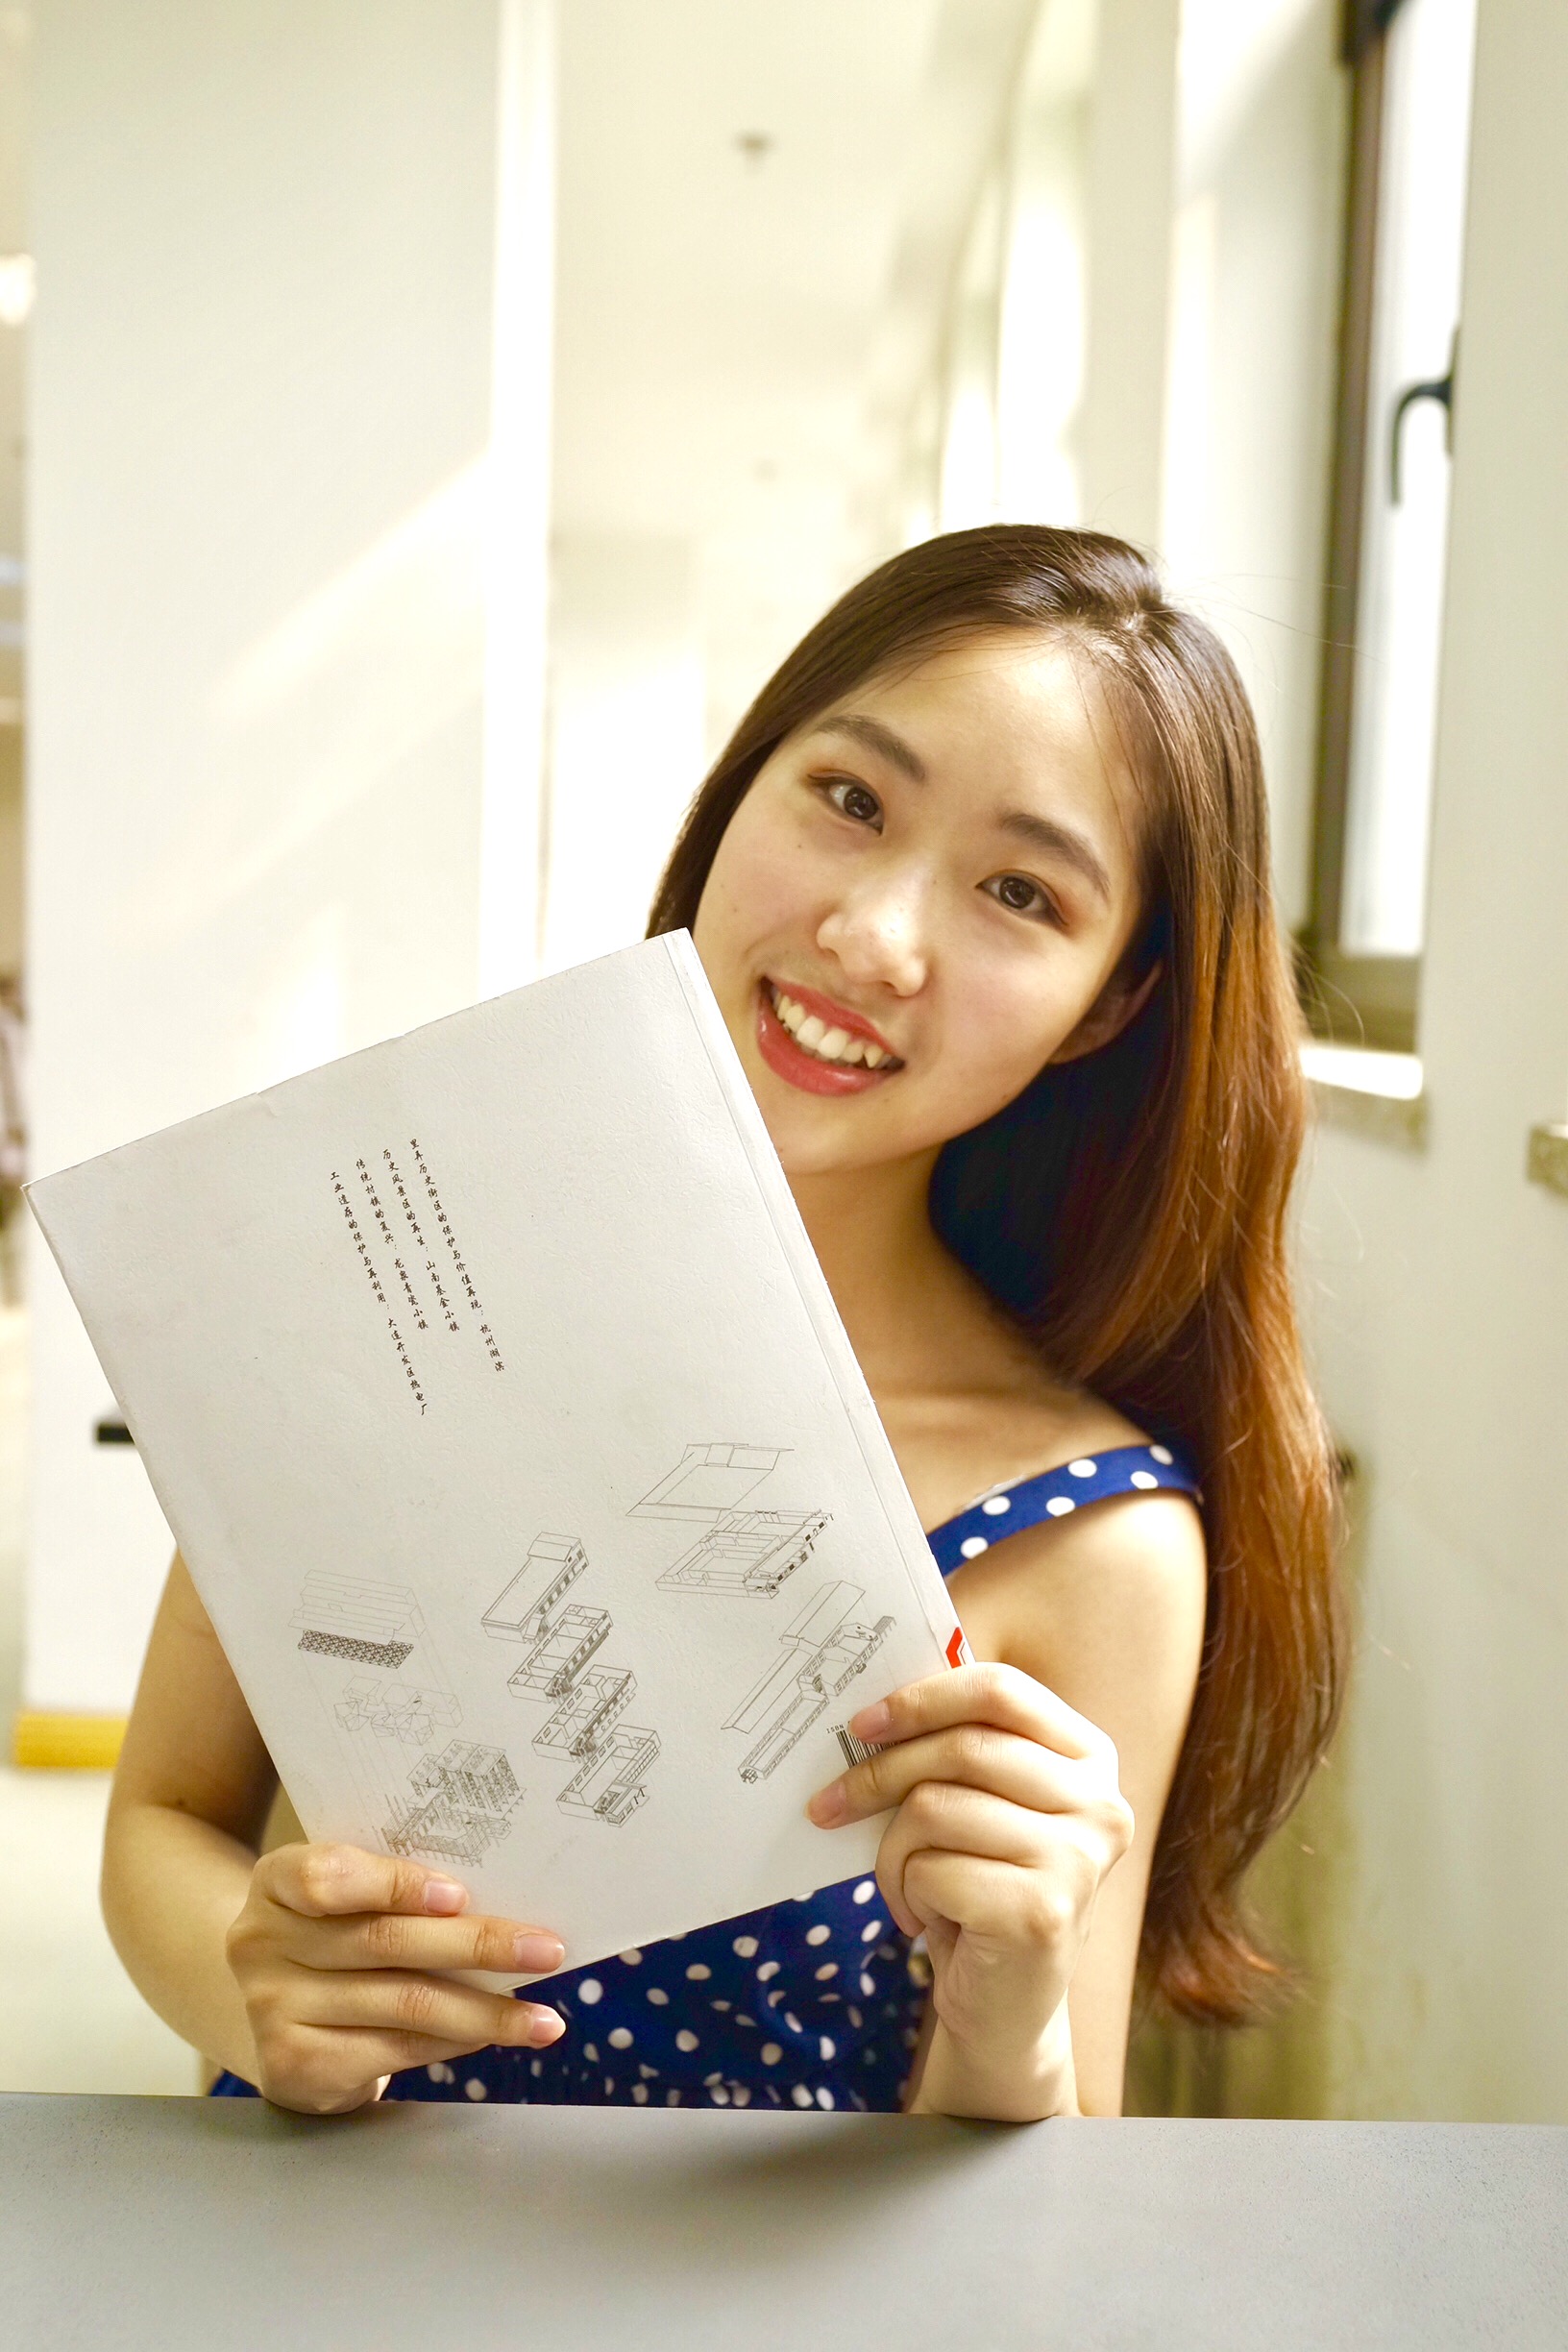 里弄历史街区的保护与价值再现：杭州湖滨
历史风景区的再生：山南基金小镇
传统村镇的复兴：龙泉青瓷小镇
工业遗存的保护与再利用：大连开发区热电厂
ISBN